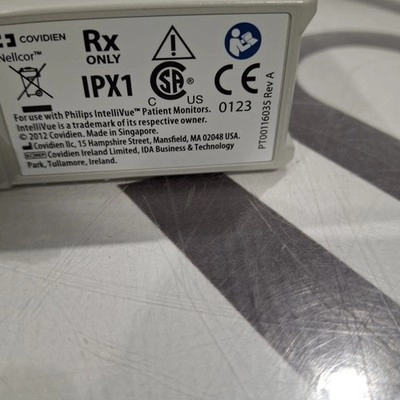 COVIDIEN
Nellcor™
Rx
ONLY
IPX1
CSA
C US
CE
0123
For use with Philips IntelliVue™ Patient Monitors.
IntelliVue is a trademark of its respective owner.
© 2012 Covidien. Made in Singapore.
Covidien llc, 15 Hampshire Street, Mansfield, MA 02048 USA.
Covidien Ireland Limited, IDA Business & Technology
Park, Tullamore, Ireland.
PT00116035 Rev A